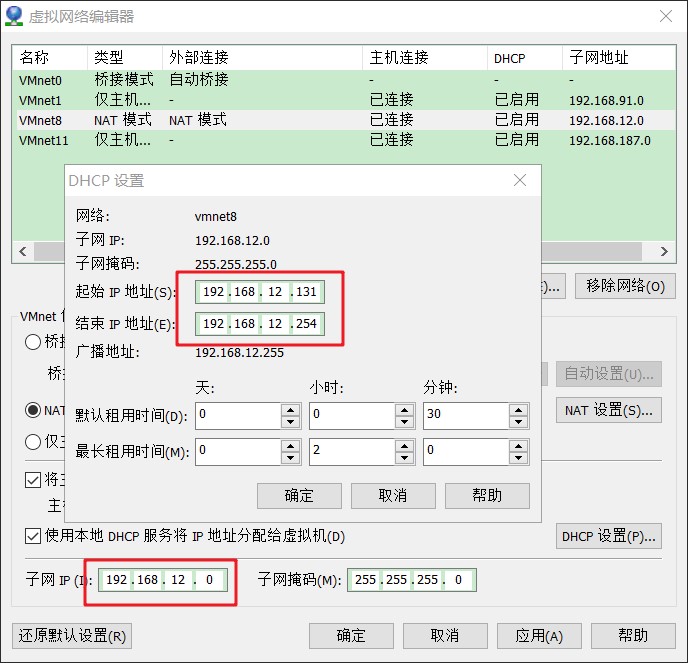 虚拟网络编辑器
名称 类型 外部连接 主机连接 DHCP 子网地址
VMnet0 桥接模式 自动桥接 - - -
VMnet1 仅主机... - 已连接 已启用 192.168.91.0
VMnet8 NAT 模式 NAT 模式 已连接 已启用 192.168.12.0
VMnet11 仅主机... - 已连接 已启用 192.168.187.0
DHCP 设置
网络: vmnet8
子网 IP: 192.168.12.0
子网掩码: 255.255.255.0
起始 IP 地址(S): 192.168.12.131
移除网络(O)
结束 IP 地址(E): 192.168.12.254
VMnet
广播地址: 192.168.12.255
桥
自动设置(U)...
天: 小时: 分钟:
默认租用时间(D): 0 0 30
NAT
NAT 设置(S)...
最长租用时间(M): 0 2 0
仅
将
确定 取消 帮助
主
使用本地 DHCP 服务将 IP 地址分配给虚拟机(D) DHCP 设置(P)...
子网 IP (I): 192.168.12.0 子网掩码(M): 255.255.255.0
还原默认设置(R) 确定 取消 应用(A) 帮助